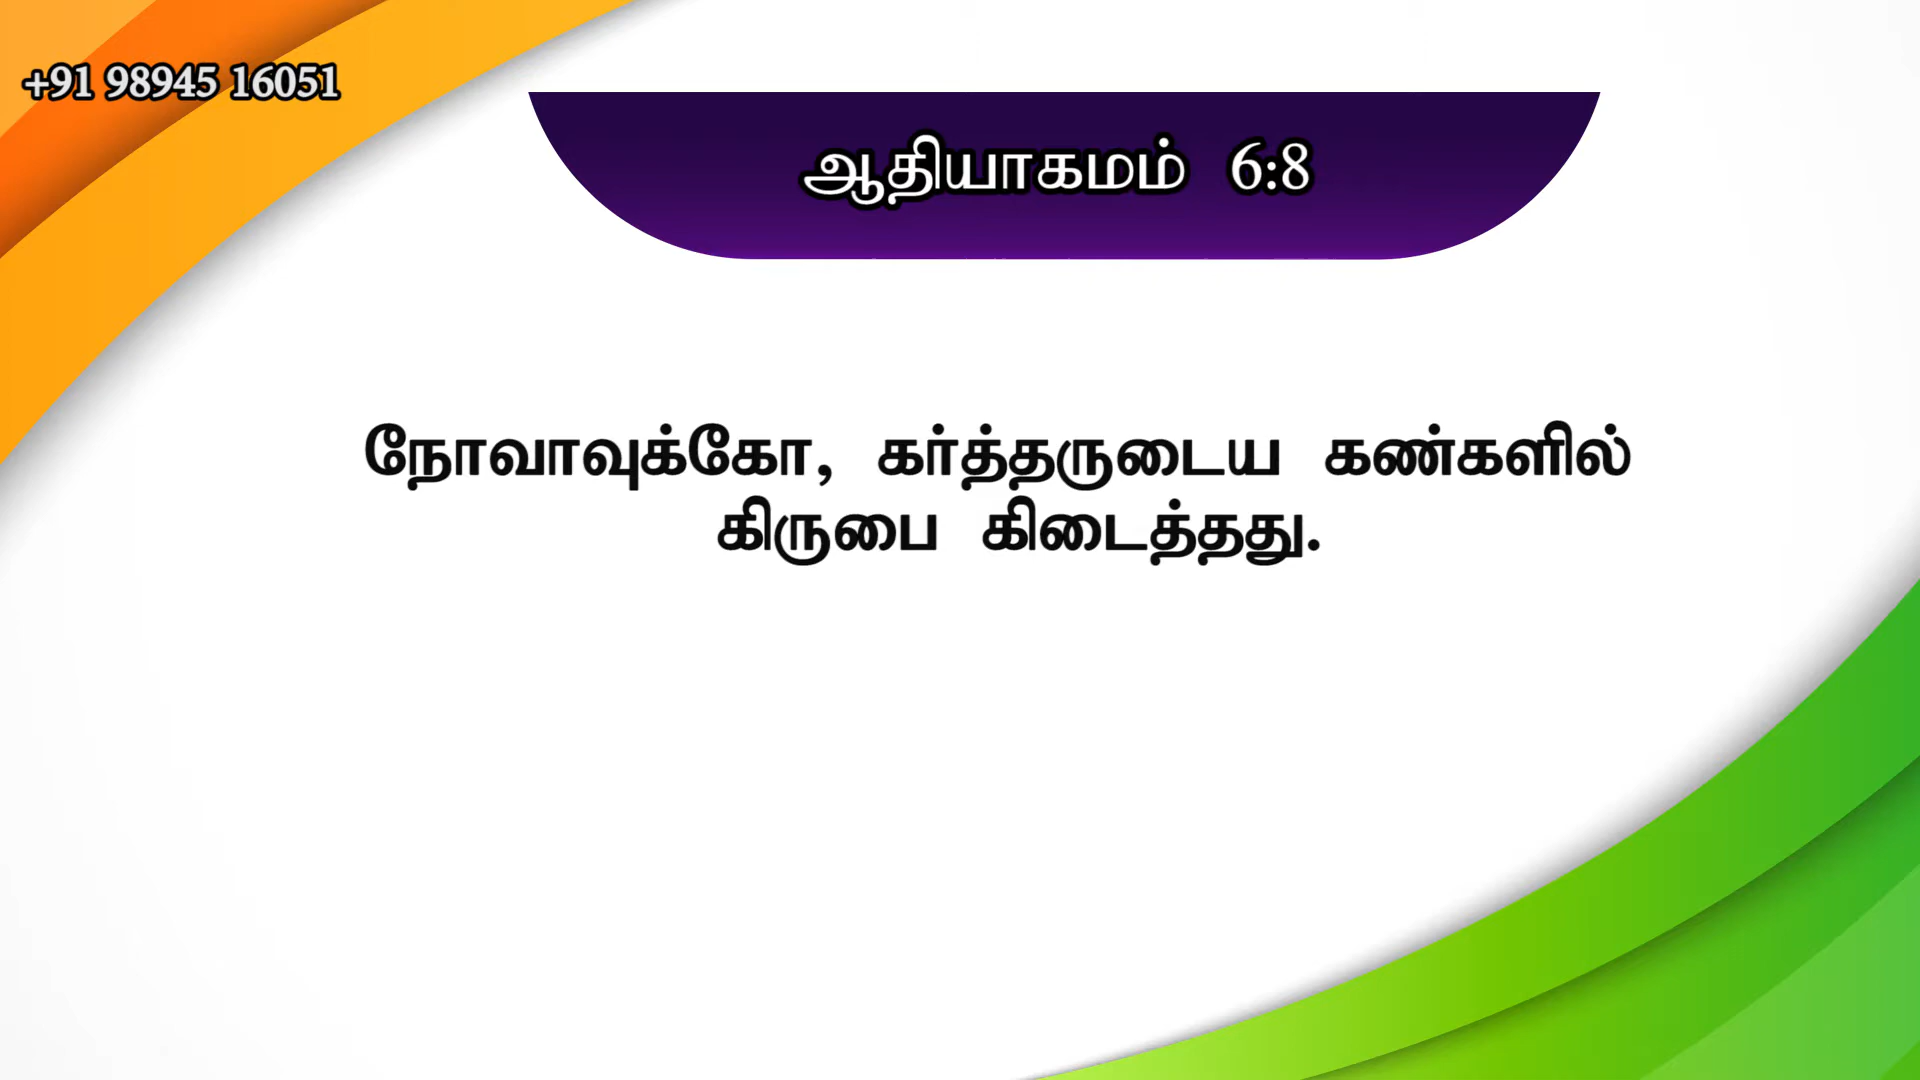 +91 98945 16051
ஆதியாகமம் 6:8
நோவாவுக்கோ, கர்த்தருடைய கண்களில்
கிருபை கிடைத்தது.